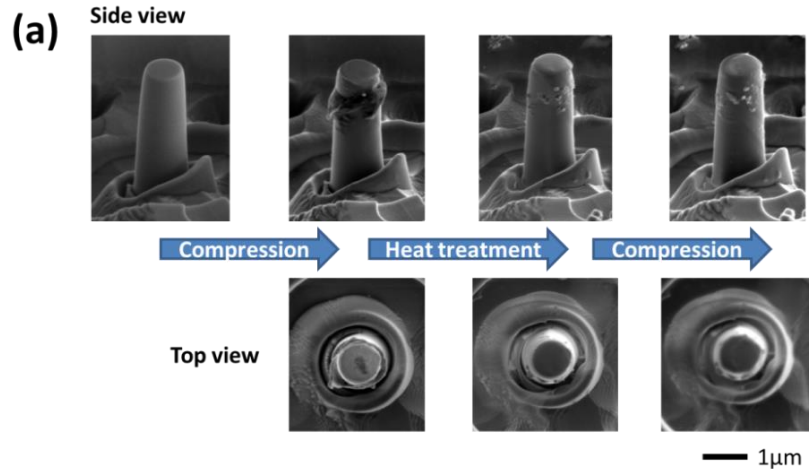 Side view
(a)
Compression
Heat treatment
Compression
Top view
1μm